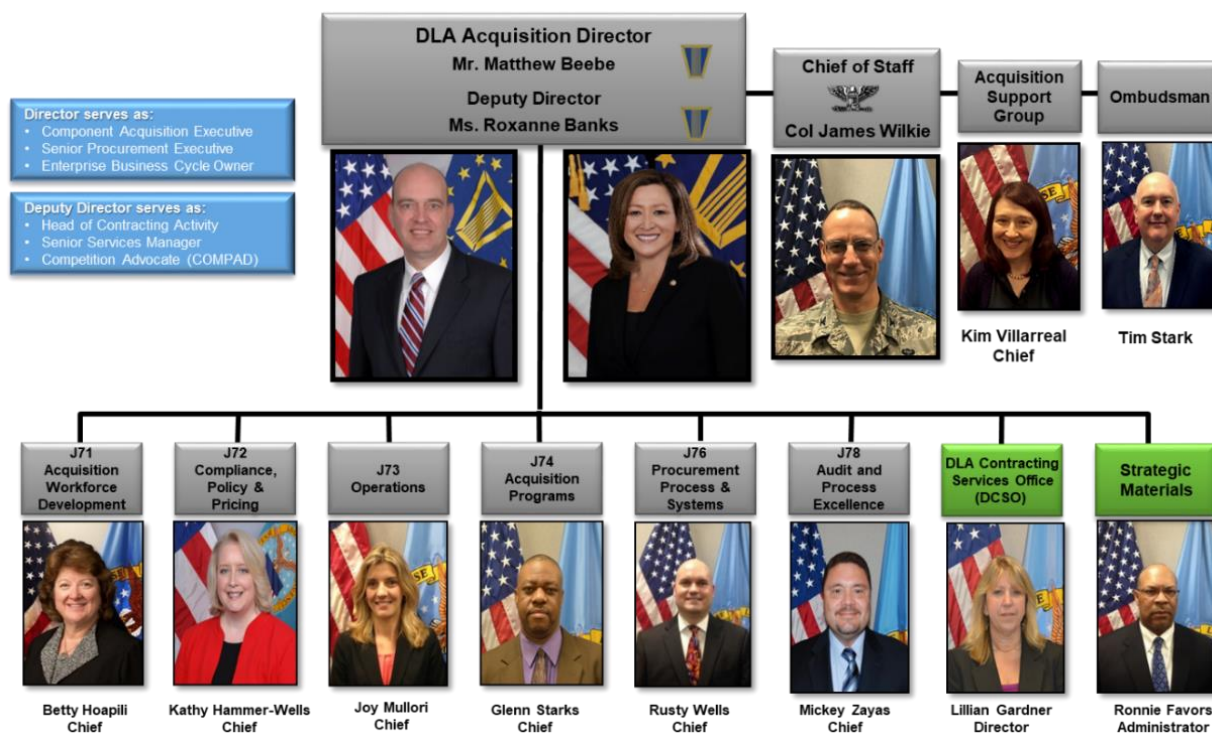 DLA Acquisition Director
Mr. Matthew Beebe
Deputy Director
Ms. Roxanne Banks
Chief of Staff
Col James Wilkie
Acquisition
Support
Group
Ombudsman
Director serves as:
• Component Acquisition Executive
• Senior Procurement Executive
• Enterprise Business Cycle Owner
Deputy Director serves as:
• Head of Contracting Activity
• Senior Services Manager
• Competition Advocate (COMPAD)
Kim Villarreal
Chief
Tim Stark
J71
Acquisition
Workforce
Development
J72
Compliance,
Policy &
Pricing
J73
Operations
J74
Acquisition
Programs
J76
Procurement
Process &
Systems
J78
Audit and
Process
Excellence
DLA Contracting
Services Office
(DCSO)
Strategic
Materials
Betty Hoapili
Chief
Kathy Hammer-Wells
Chief
Joy Mullori
Chief
Glenn Starks
Chief
Rusty Wells
Chief
Mickey Zayas
Chief
Lillian Gardner
Director
Ronnie Favors
Administrator